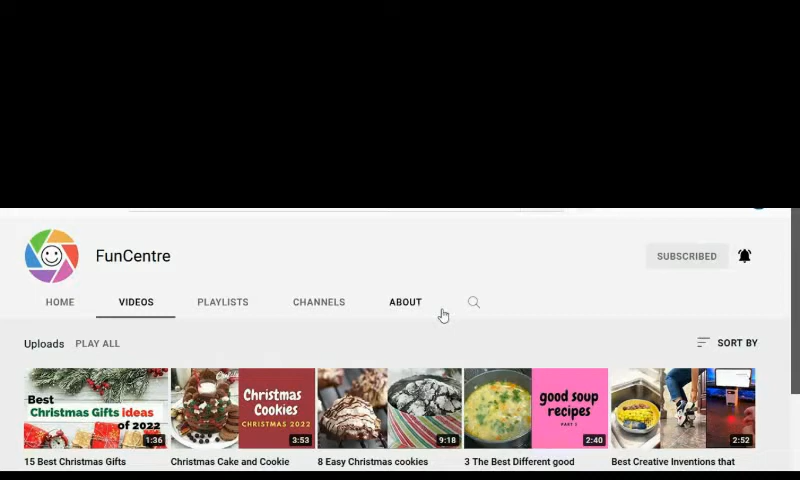 FunCentre
SUBSCRIBED
HOME VIDEOS PLAYLISTS CHANNELS ABOUT
Uploads PLAY ALL SORT BY
Best
Christmas Gifts ideas
of 2022
1:36
Christmas
Cookies
CHRISTMAS 2022
3:53
9:18
good soup
recipes
PART 1
2:40
2:52
15 Best Christmas Gifts
Christmas Cake and Cookie
8 Easy Christmas cookies
3 The Best Different good
Best Creative Inventions that